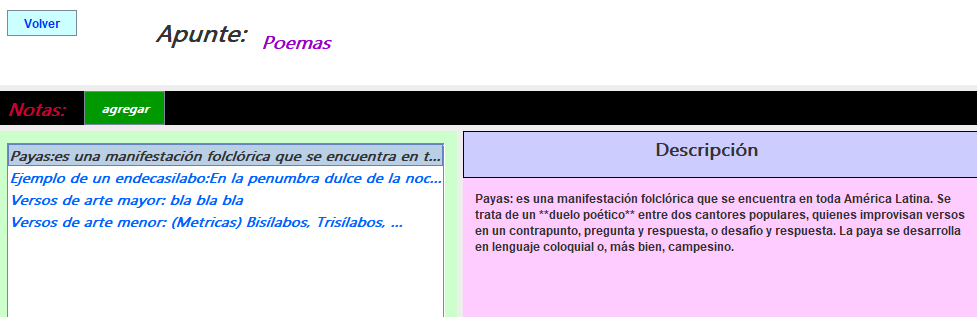 Volver
Apunte: Poemas
Notas: agregar
Payas:es una manifestación folclórica que se encuentra en t...
Ejemplo de un endecasilabo:En la penumbra dulce de la noc...
Versos de arte mayor: bla bla bla
Versos de arte menor: (Metricas) Bisílabos, Trisílabos, ...
Descripción
Payas: es una manifestación folclórica que se encuentra en toda América Latina. Se
trata de un **duelo poético** entre dos cantores populares, quienes improvisan versos
en un contrapunto, pregunta y respuesta, o desafío y respuesta. La paya se desarrolla
en lenguaje coloquial o, más bien, campesino.